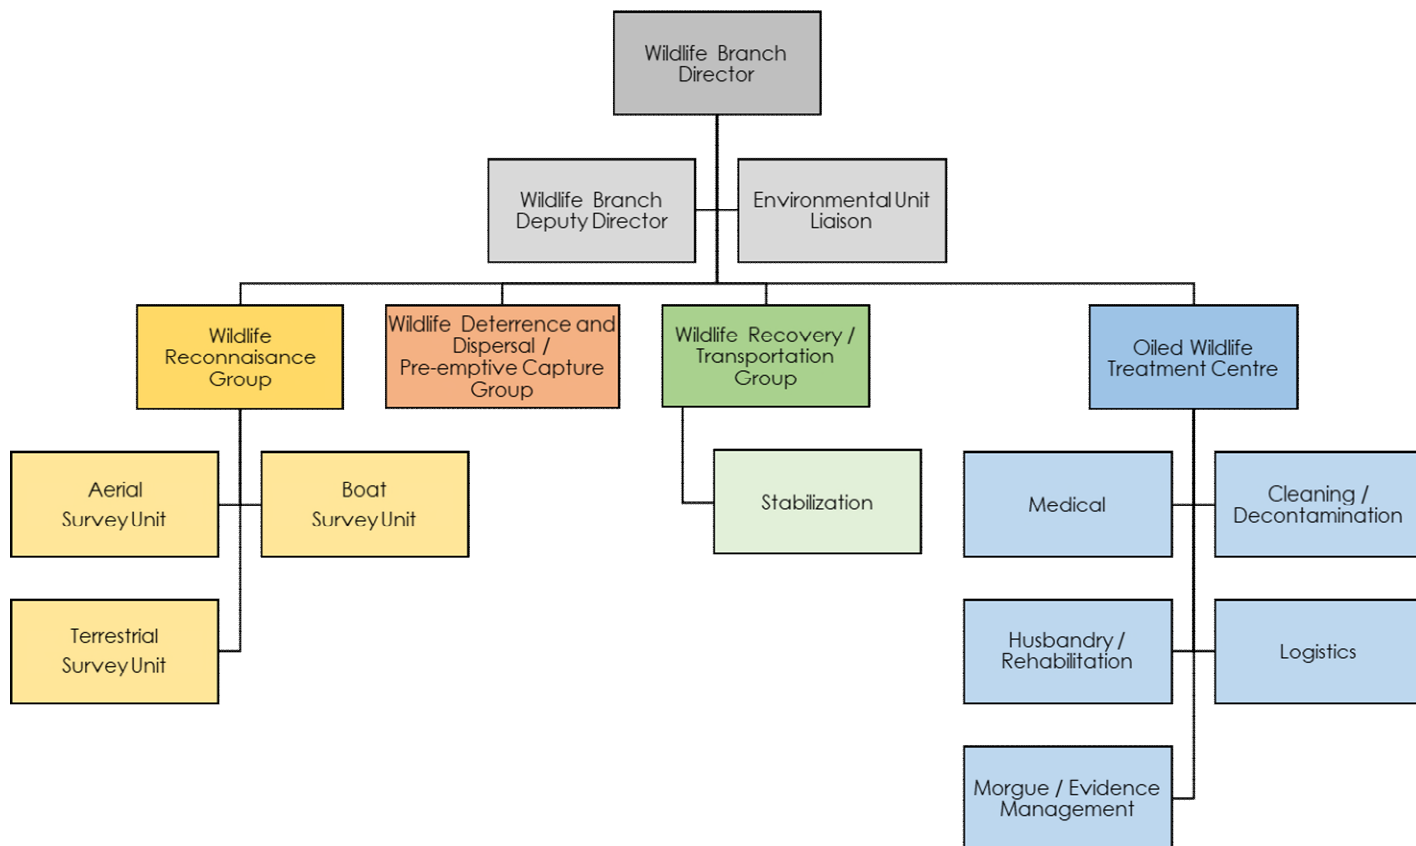 Wildlife Branch
Director
Wildlife Branch
Deputy Director
Environmental Unit
Liaison
Wildlife
Reconnaisance
Group
Wildlife Deterrence and
Dispersal /
Pre-emptive Capture
Group
Wildlife Recovery /
Transportation
Group
Oiled Wildlife
Treatment Centre
Aerial
Survey Unit
Boat
Survey Unit
Stabilization
Medical
Cleaning /
Decontamination
Terrestrial
Survey Unit
Husbandry /
Rehabilitation
Logistics
Morgue / Evidence
Management